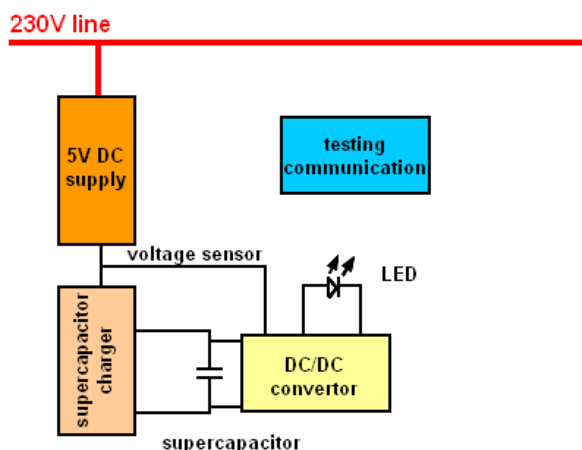 230V line
5V DC
supply
testing
communication
voltage sensor
LED
supercapacitor
charger
DC/DC
convertor
supercapacitor